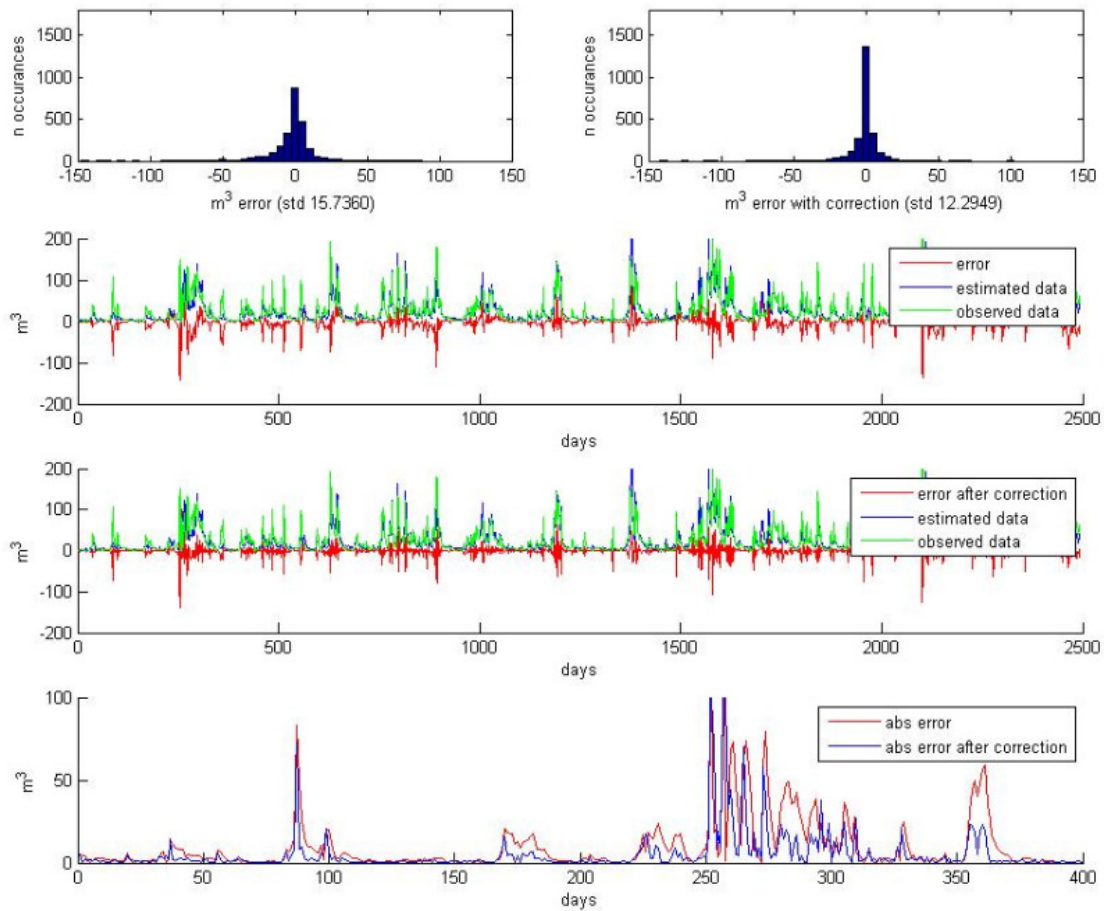 n occurances
1500
1000
500
0
-150 -100 -50 0 50 100 150
m³ error (std 15.7360)
n occurances
1500
1000
500
0
-150 -100 -50 0 50 100 150
m³ error with correction (std 12.2949)
m³
200
100
0
-100
-200
error
estimated data
observed data
0 500 1000 1500 2000 2500
days
m³
200
100
0
-100
-200
error after correction
estimated data
observed data
0 500 1000 1500 2000 2500
days
m³
100
50
0
abs error
abs error after correction
0 50 100 150 200 250 300 350 400
days